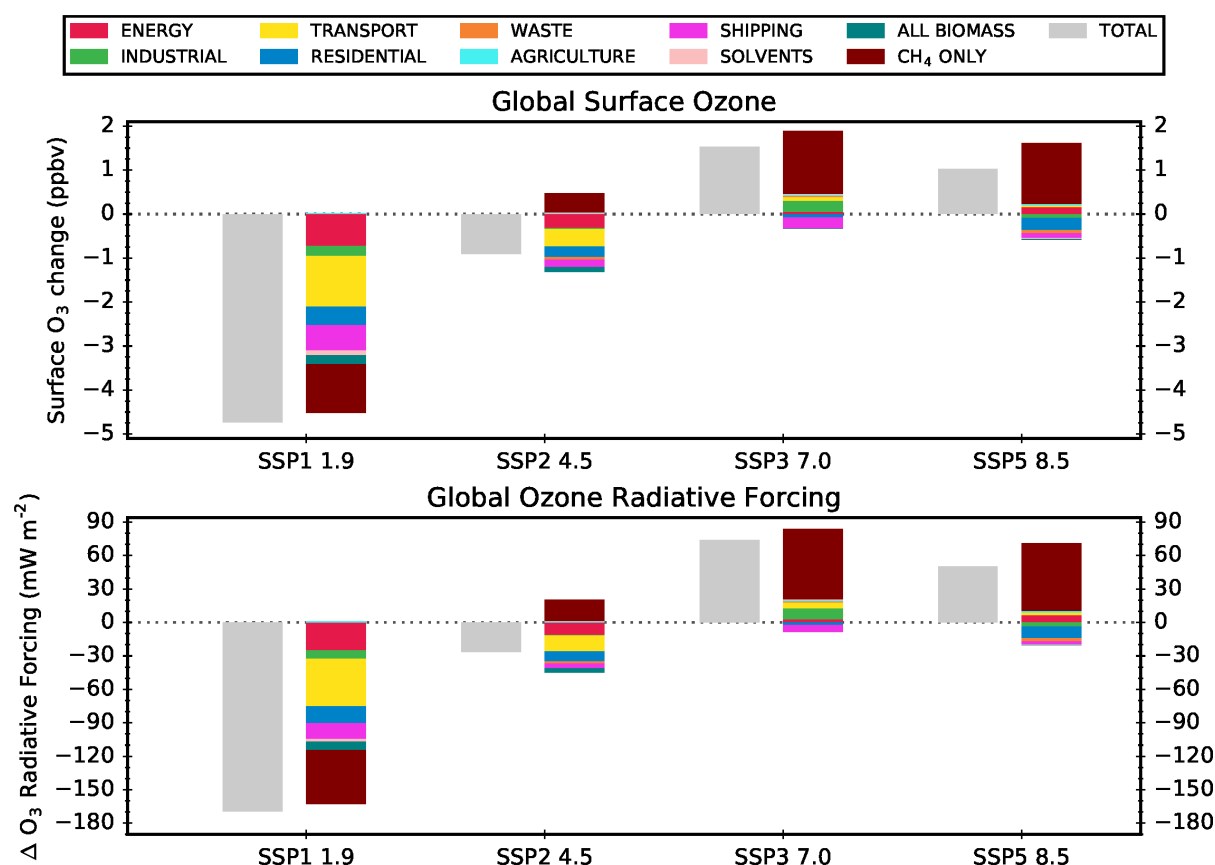 ENERGY TRANSPORT WASTE SHIPPING ALL BIOMASS TOTAL
INDUSTRIAL RESIDENTIAL AGRICULTURE SOLVENTS CH₄ ONLY
Global Surface Ozone
Surface O₃ change (ppbv)
2 2
1 1
0 0
−1 −1
−2 −2
−3 −3
−4 −4
−5 −5
SSP1 1.9 SSP2 4.5 SSP3 7.0 SSP5 8.5
Global Ozone Radiative Forcing
Δ O₃ Radiative Forcing (mW m⁻²)
90 90
60 60
30 30
0 0
−30 −30
−60 −60
−90 −90
−120 −120
−150 −150
−180 −180
SSP1 1.9 SSP2 4.5 SSP3 7.0 SSP5 8.5